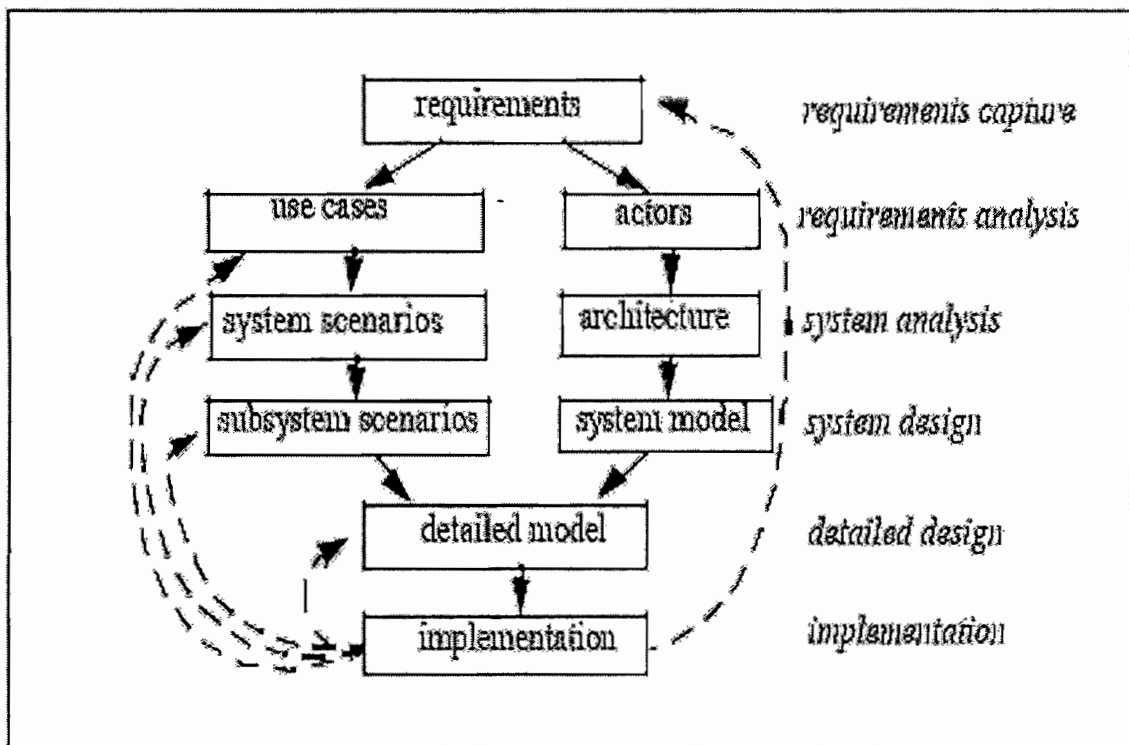 requirements
requirements capture
use cases
actors
requirements analysis
system scenarios
architecture
system analysis
subsystem scenarios
system model
system design
detailed model
detailed design
implementation
implementation